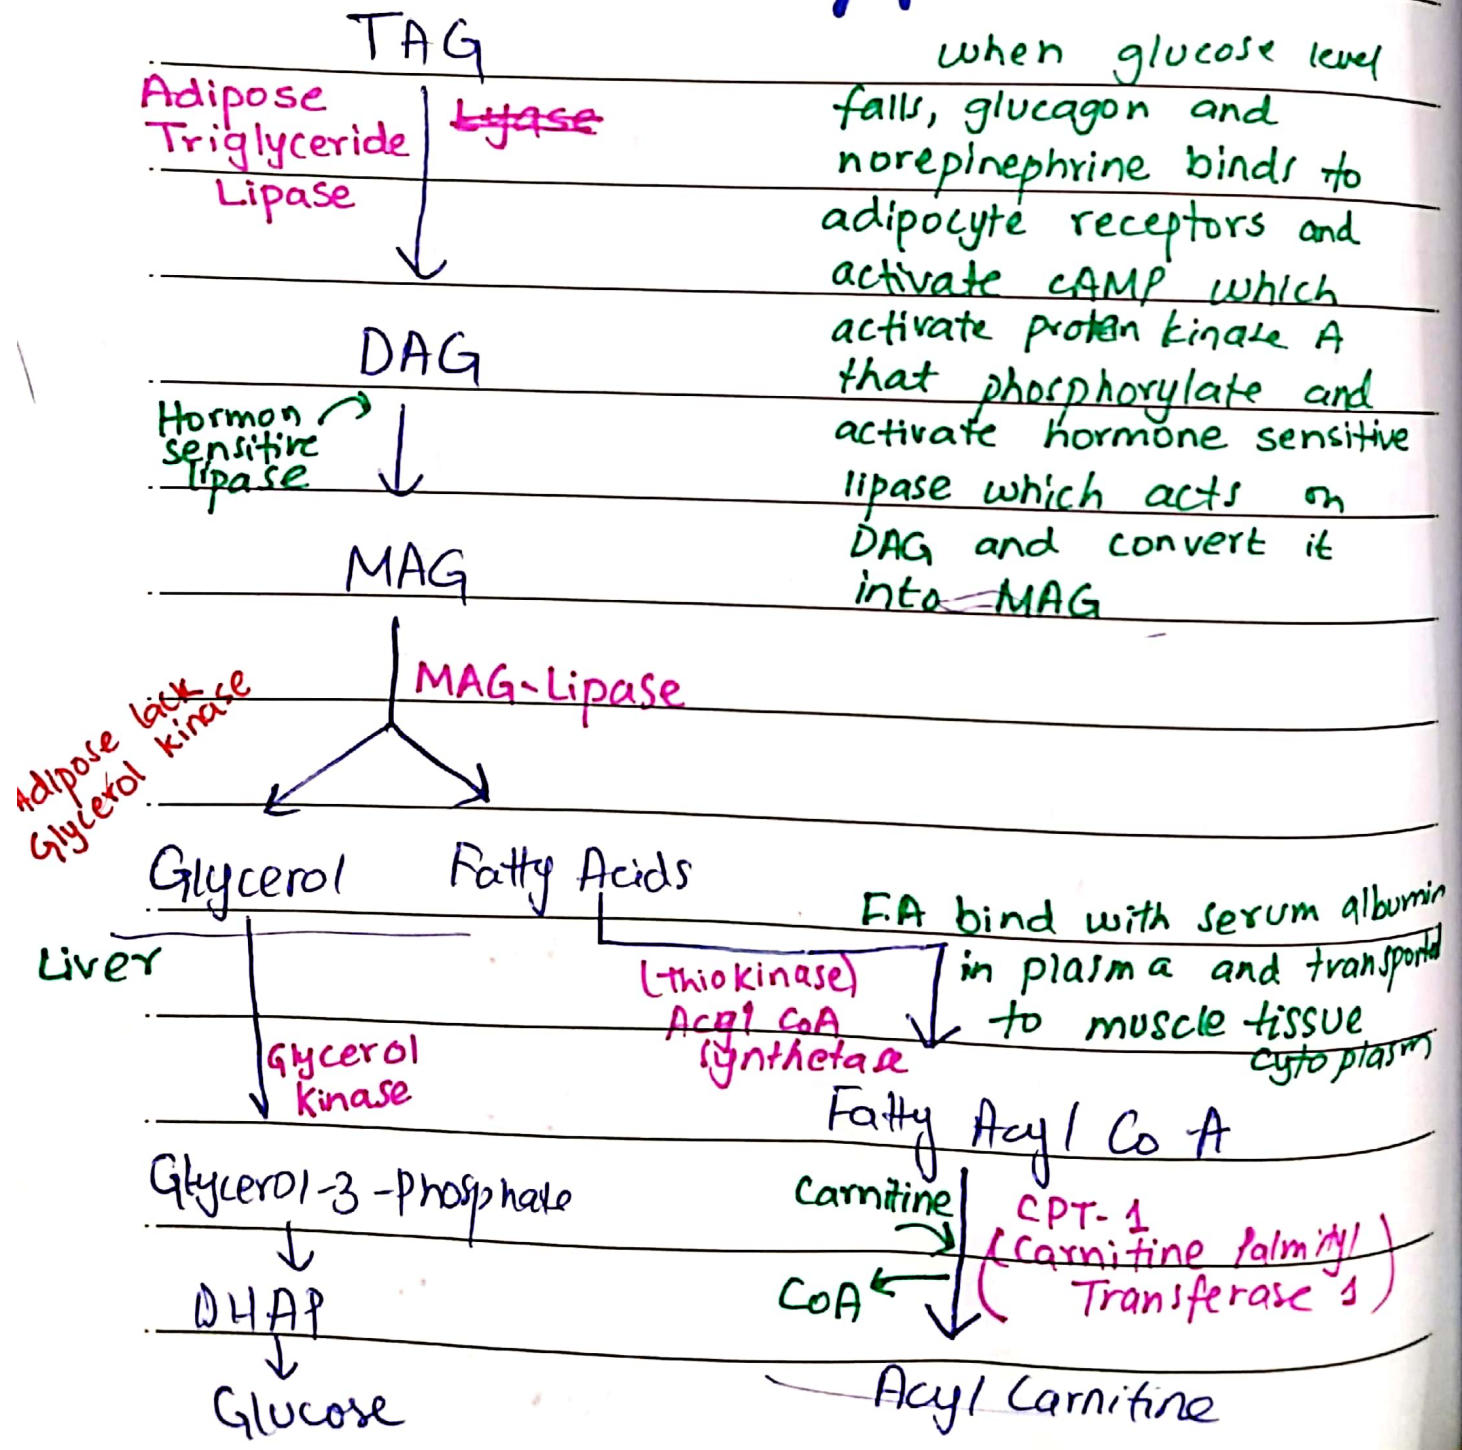 TAG
Adipose
Triglyceride
Lipase
Lyase
when glucose level
falls, glucagon and
norepinephrine binds to
adipocyte receptors and
activate cAMP which
activate protein kinase A
that phosphorylate and
activate hormone sensitive
lipase which acts on
DAG and convert it
into MAG
DAG
Hormon
sensitive
lipase
MAG
MAG-Lipase
Adipose lack
Glycerol kinase
Glycerol
Fatty Acids
F.A bind with serum albumin
in plasma and transported
to muscle tissue
cytoplasm
Liver
(thiokinase)
Acyl CoA
synthetase
Glycerol
kinase
Fatty Acyl Co A
Glycerol-3-phosphate
Carnitine
CoA
CPT-1
(Carnitine Palmityl
Transferase 1)
DHAP
Glucose
Acyl Carnitine